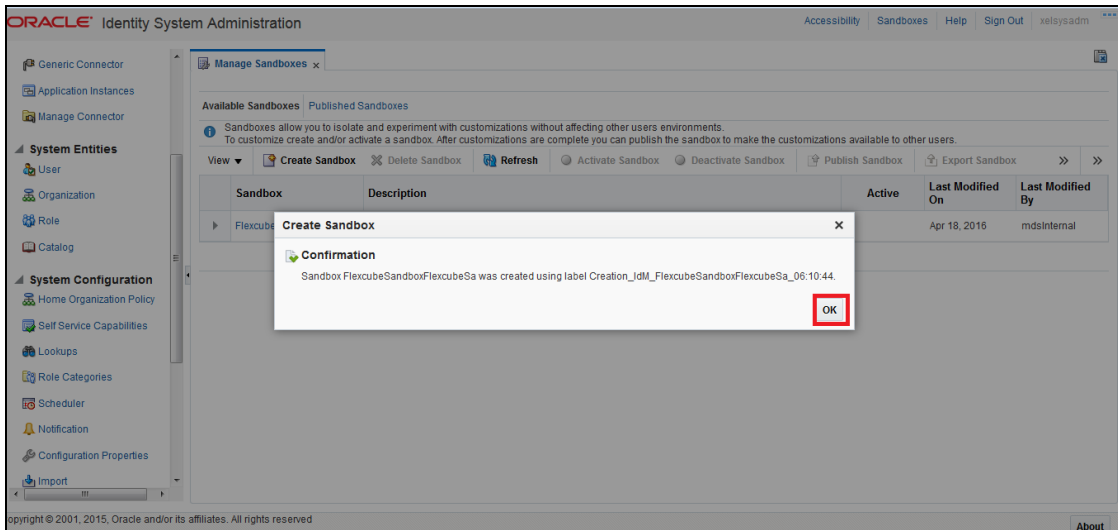 ORACLE® Identity System Administration
Accessibility Sandboxes Help Sign Out xelsysadm
Generic Connector
Application Instances
Manage Connector
System Entities
User
Organization
Role
Catalog
System Configuration
Home Organization Policy
Self Service Capabilities
Lookups
Role Categories
Scheduler
Notification
Configuration Properties
Import
Manage Sandboxes x
Available Sandboxes Published Sandboxes
Sandboxes allow you to isolate and experiment with customizations without affecting other users environments.
To customize create and/or activate a sandbox. After customizations are complete you can publish the sandbox to make the customizations available to other users.
View Create Sandbox Delete Sandbox Refresh Activate Sandbox Deactivate Sandbox Publish Sandbox Export Sandbox » »
Sandbox Description Active Last Modified On Last Modified By
Flexcube Apr 18, 2016 mdsInternal
Create Sandbox x
Confirmation
Sandbox FlexcubeSandboxFlexcubeSa was created using label Creation_IdM_FlexcubeSandboxFlexcubeSa_06:10:44.
OK
opyright © 2001, 2015, Oracle and/or its affiliates. All rights reserved
About